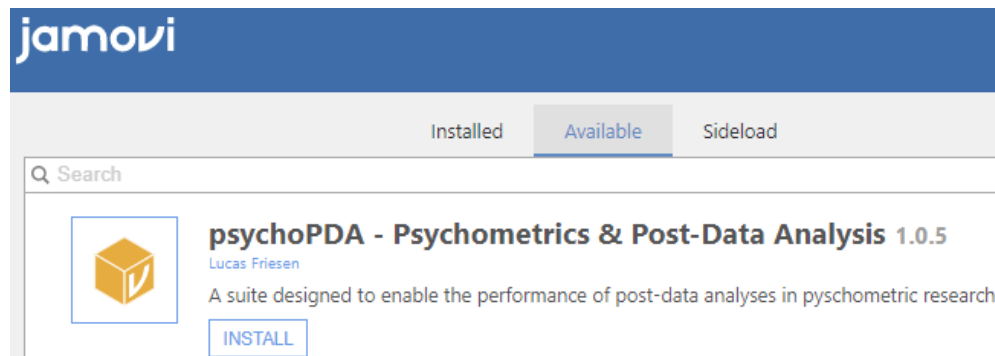 jamovi
Installed Available Sideload
Search
psychoPDA - Psychometrics & Post-Data Analysis 1.0.5
Lucas Friesen
A suite designed to enable the performance of post-data analyses in pyschometric research
INSTALL